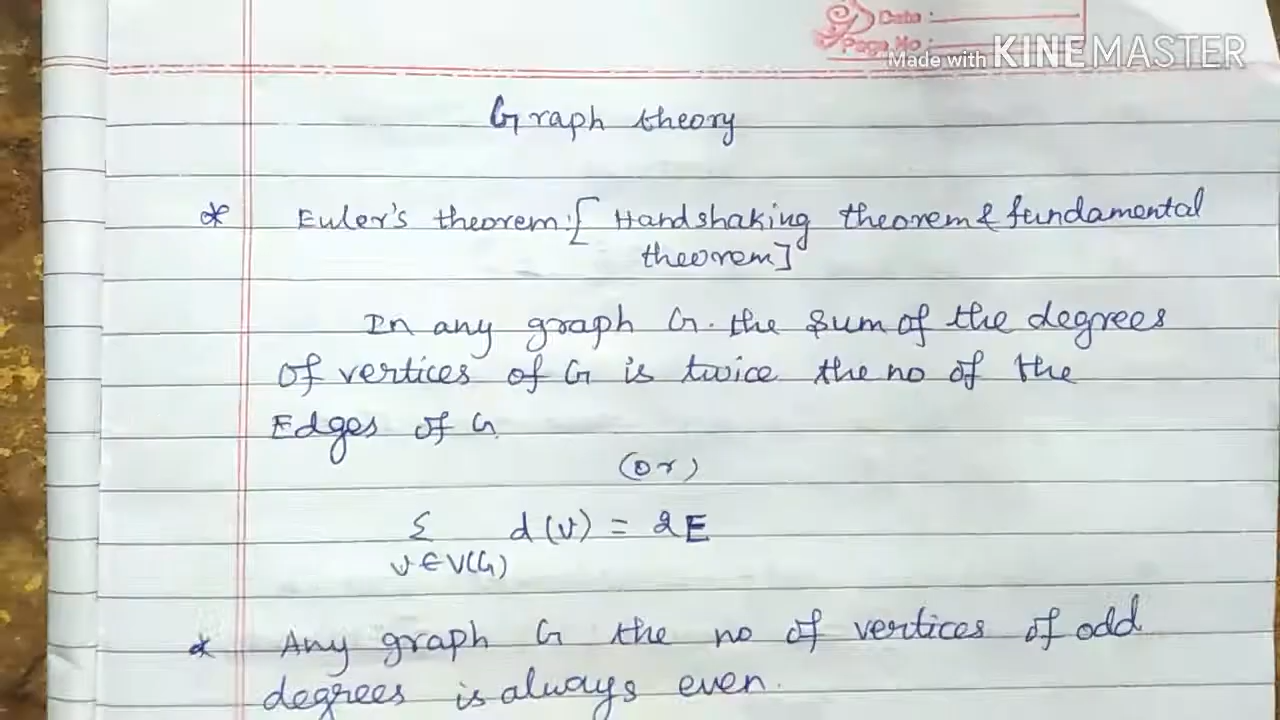 Date :
Page No :
Made with KINEMASTER
Graph theory
* Euler's theorem:[ Handshaking theorem & fundamental
theorem]
In any graph G. the sum of the degrees
of vertices of G is twice the no of the
Edges of G
(or)
Σ d(v) = 2E
v∈V(G)
* Any graph G the no of vertices of odd
degrees is always even.